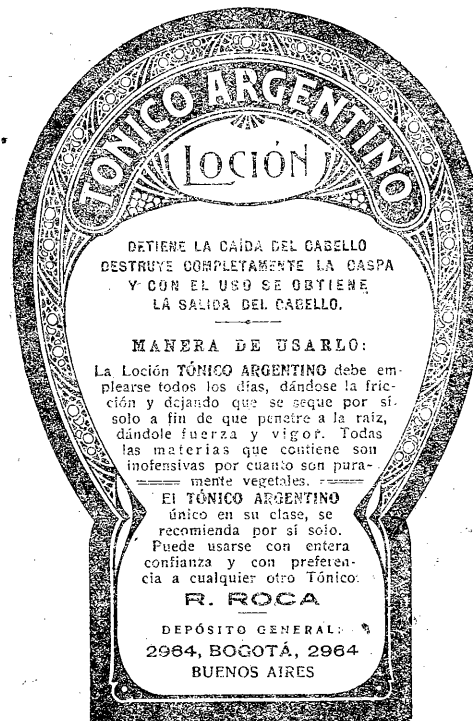 TÓNICO ARGENTINO
LOCIÓN
DETIENE LA CAÍDA DEL CABELLO
DESTRUYE COMPLETAMENTE LA CASPA
Y CON EL USO SE OBTIENE
LA SALIDA DEL CABELLO.
MANERA DE USARLO:
La Loción TÓNICO ARGENTINO debe em-
plearse todos los días, dándose la fric-
ción y dejando que se seque por sí
solo a fin de que penetre a la raíz,
dándole fuerza y vigor. Todas
las materias que contiene son
inofensivas por cuanto son pura-
mente vegetales.
El TÓNICO ARGENTINO
único en su clase, se
recomienda por sí solo.
Puede usarse con entera
confianza y con preferen-
cia a cualquier otro Tónico.
R. ROCA
DEPÓSITO GENERAL:
2964, BOGOTÁ, 2964
BUENOS AIRES